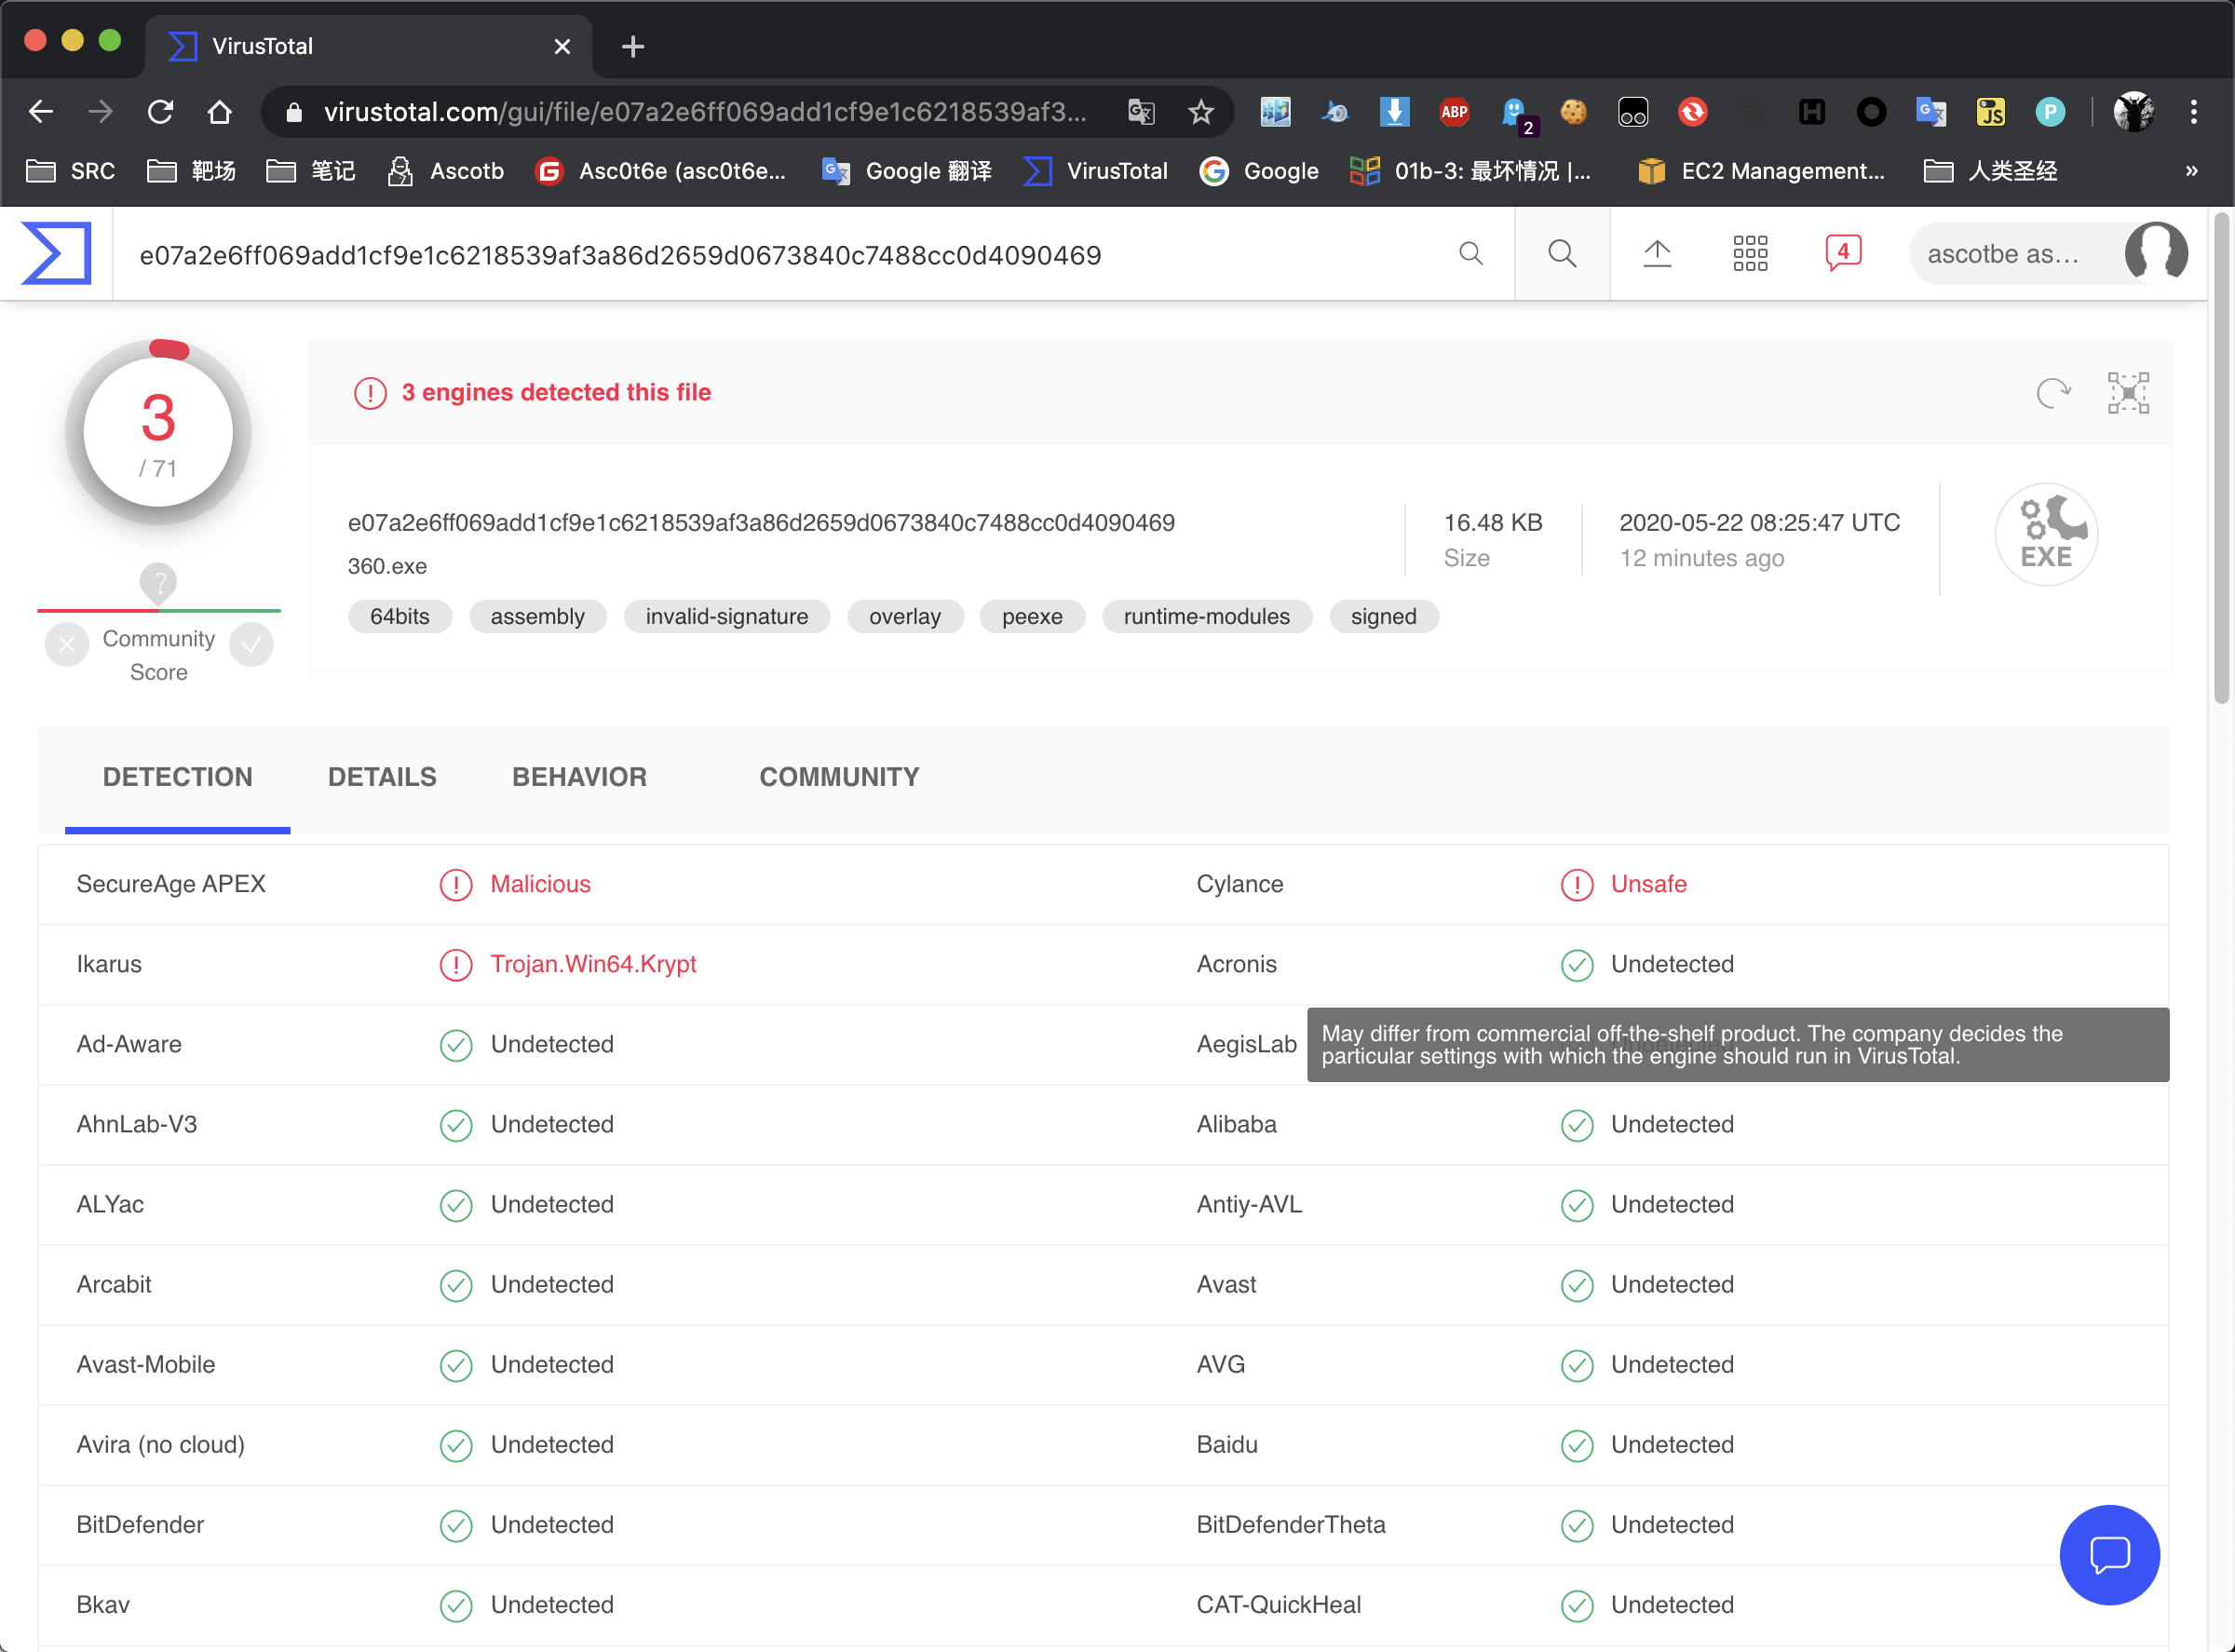 VirusTotal
virustotal.com/gui/file/e07a2e6ff069add1cf9e1c6218539af3...
ABP
2
JS
P
SRC
靶场
笔记
Ascotb
Asc0t6e (asc0t6e...
Google 翻译
VirusTotal
Google
01b-3: 最坏情况 |...
EC2 Management...
人类圣经
»
e07a2e6ff069add1cf9e1c6218539af3a86d2659d0673840c7488cc0d4090469
4
ascotbe as...
3
/ 71
3 engines detected this file
e07a2e6ff069add1cf9e1c6218539af3a86d2659d0673840c7488cc0d4090469
360.exe
16.48 KB
Size
2020-05-22 08:25:47 UTC
12 minutes ago
EXE
64bits
assembly
invalid-signature
overlay
peexe
runtime-modules
signed
?
Community
Score
DETECTION
DETAILS
BEHAVIOR
COMMUNITY
SecureAge APEX
Malicious
Cylance
Unsafe
Ikarus
Trojan.Win64.Krypt
Acronis
Undetected
Ad-Aware
Undetected
AegisLab
May differ from commercial off-the-shelf product. The company decides the
particular settings with which the engine should run in VirusTotal.
AhnLab-V3
Undetected
Alibaba
Undetected
ALYac
Undetected
Antiy-AVL
Undetected
Arcabit
Undetected
Avast
Undetected
Avast-Mobile
Undetected
AVG
Undetected
Avira (no cloud)
Undetected
Baidu
Undetected
BitDefender
Undetected
BitDefenderTheta
Undetected
Bkav
Undetected
CAT-QuickHeal
Undetected